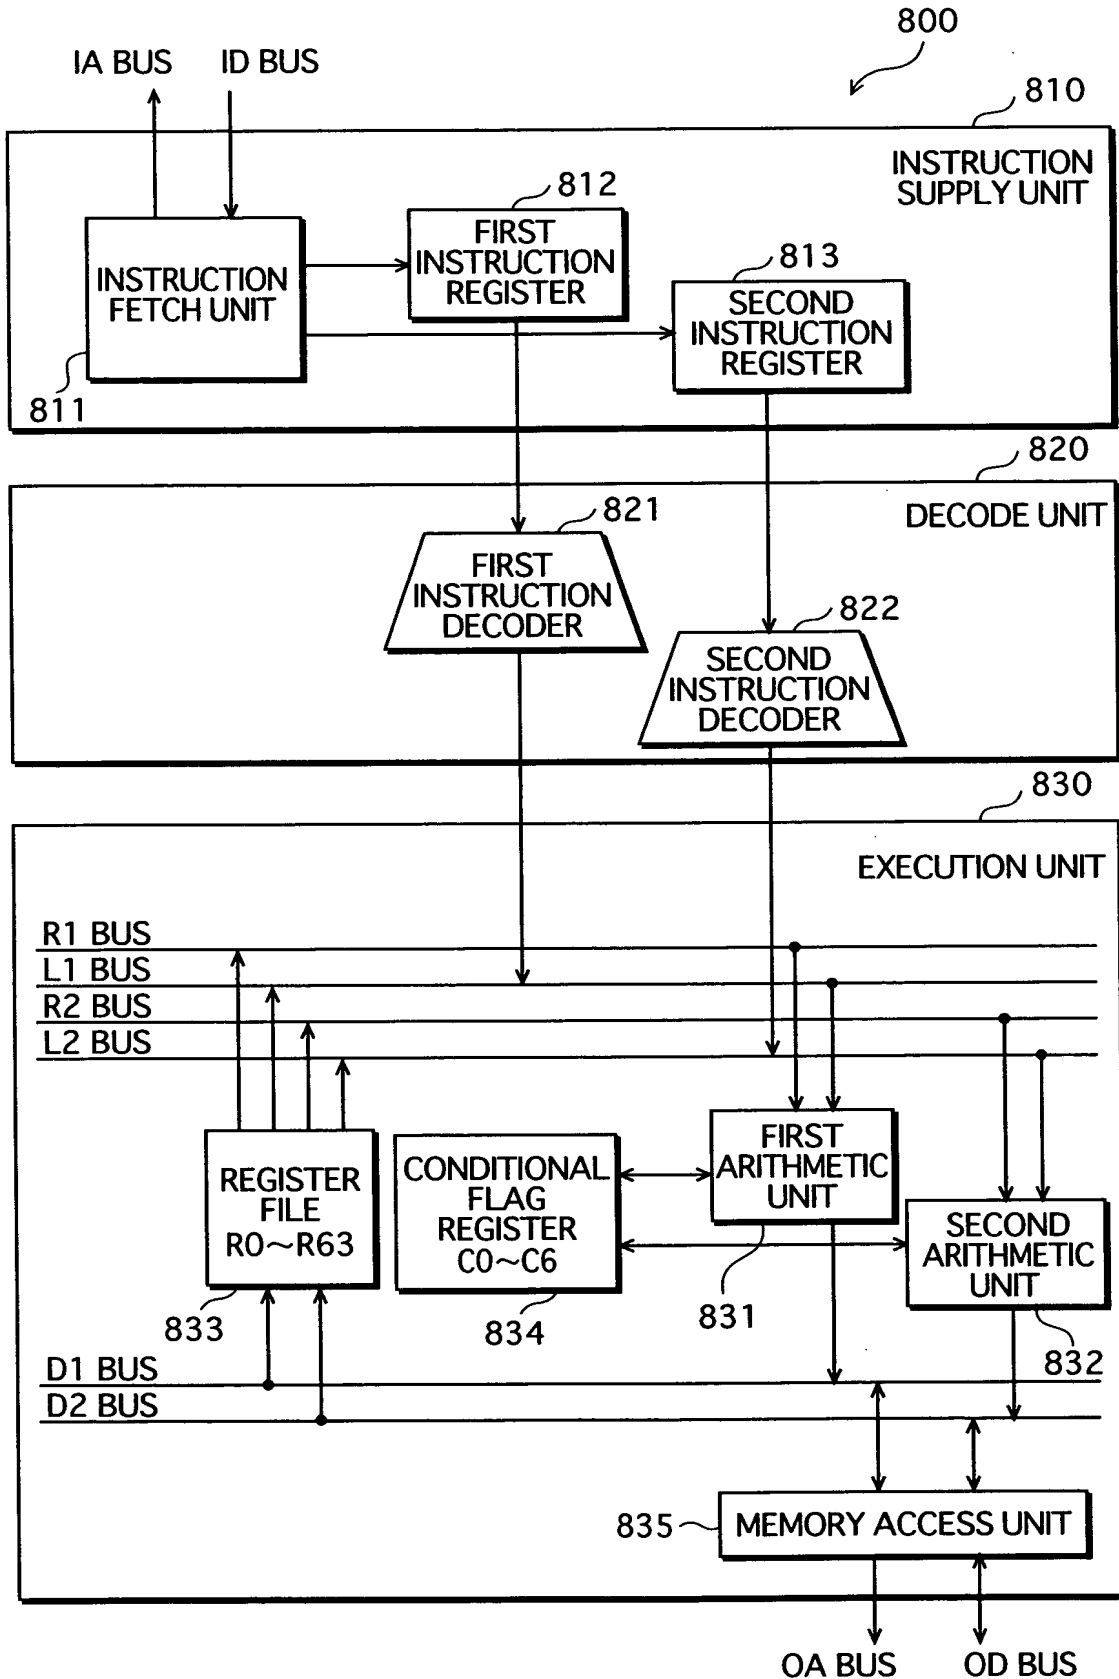 800
IA BUS
ID BUS
810
INSTRUCTION
SUPPLY UNIT
812
FIRST
INSTRUCTION
REGISTER
813
SECOND
INSTRUCTION
REGISTER
INSTRUCTION
FETCH UNIT
811
820
DECODE UNIT
821
FIRST
INSTRUCTION
DECODER
822
SECOND
INSTRUCTION
DECODER
830
EXECUTION UNIT
R1 BUS
L1 BUS
R2 BUS
L2 BUS
REGISTER
FILE
R0~R63
833
CONDITIONAL
FLAG
REGISTER
C0~C6
834
FIRST
ARITHMETIC
UNIT
831
SECOND
ARITHMETIC
UNIT
832
D1 BUS
D2 BUS
835
MEMORY ACCESS UNIT
OA BUS
OD BUS